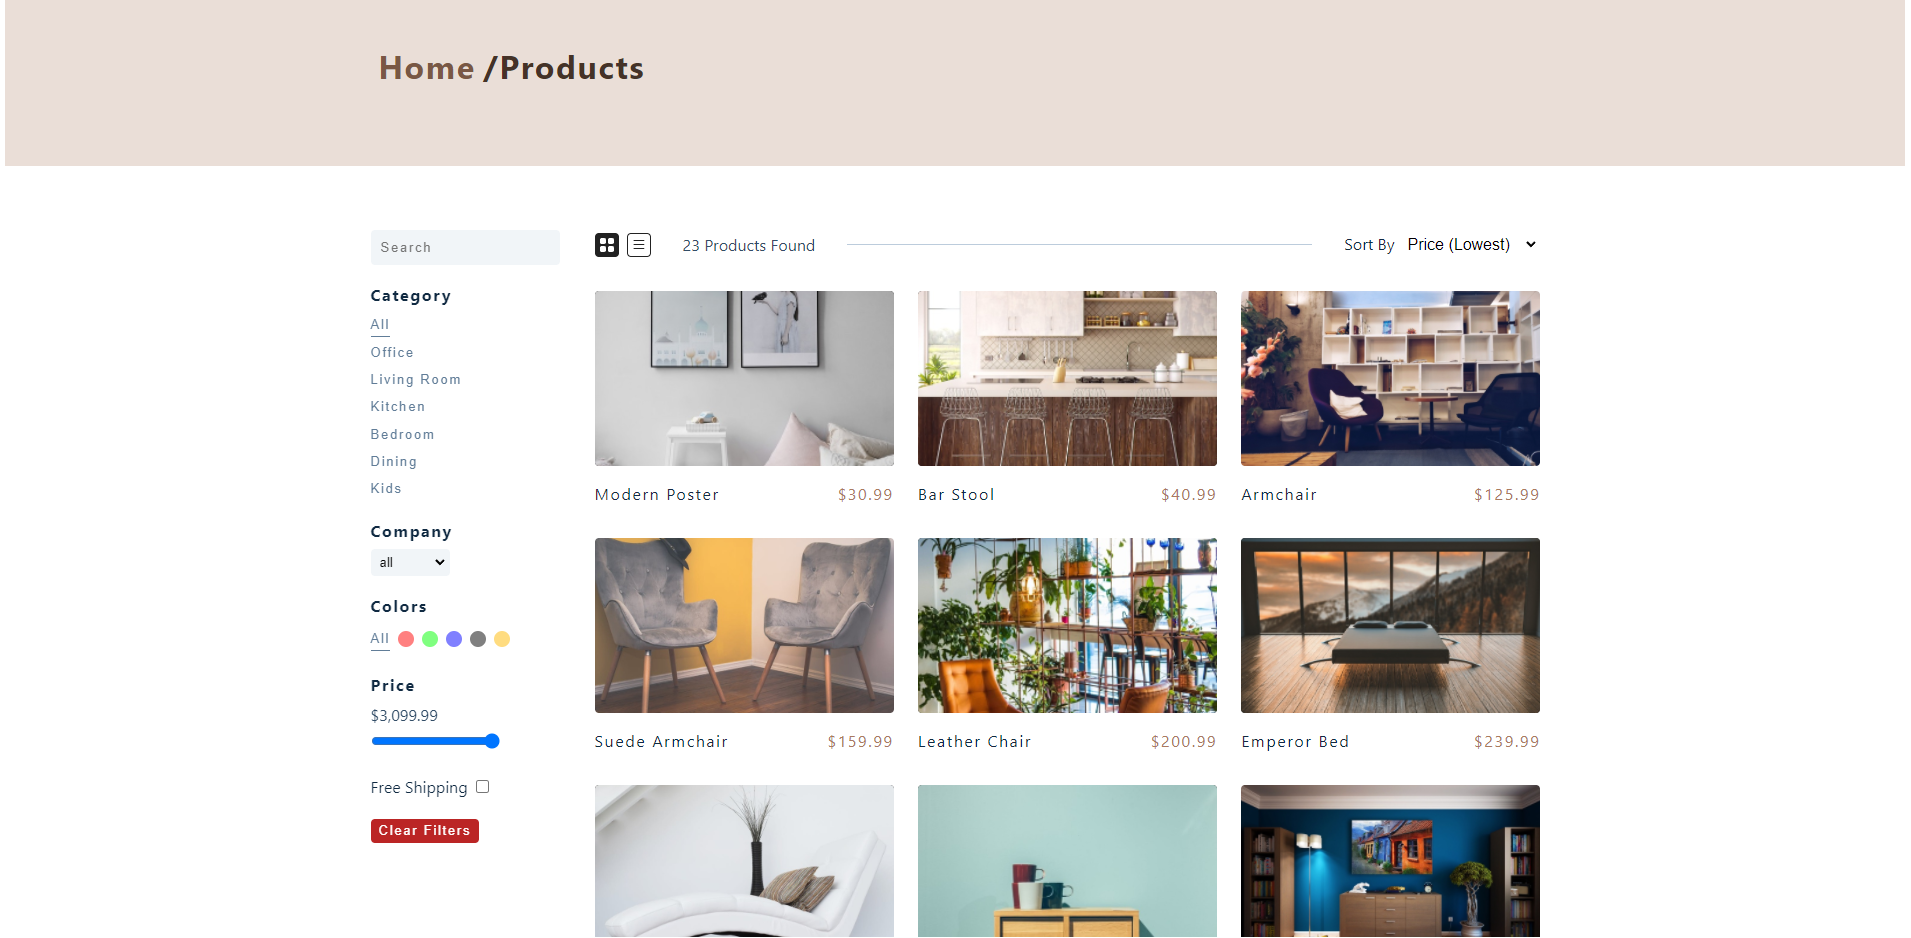 Home /Products
Search
Category
All
Office
Living Room
Kitchen
Bedroom
Dining
Kids
Company
all
Colors
All
Price
$3,099.99
Free Shipping
Clear Filters
23 Products Found
Sort By Price (Lowest)
Modern Poster $30.99
Bar Stool $40.99
Armchair $125.99
Suede Armchair $159.99
Leather Chair $200.99
Emperor Bed $239.99